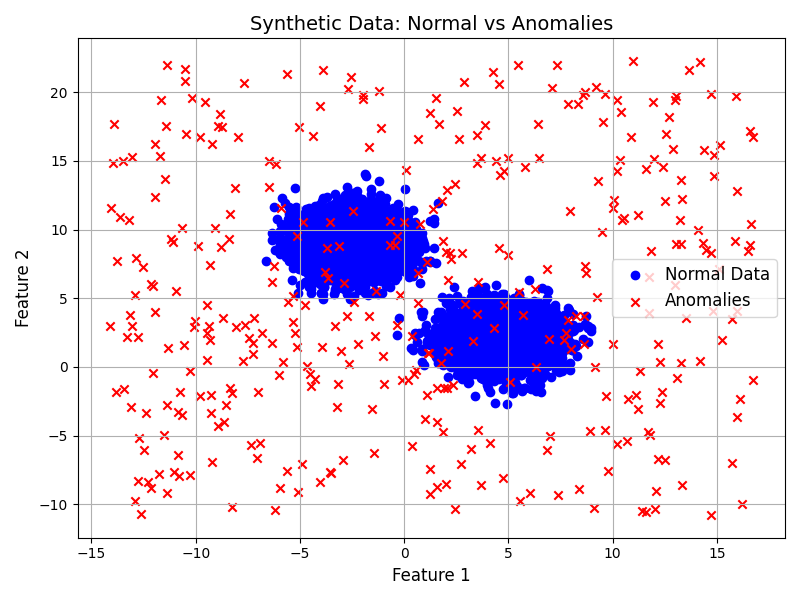 Synthetic Data: Normal vs Anomalies
20
15
10
5
0
−5
−10
Feature 2
Normal Data
Anomalies
−15 −10 −5 0 5 10 15
Feature 1